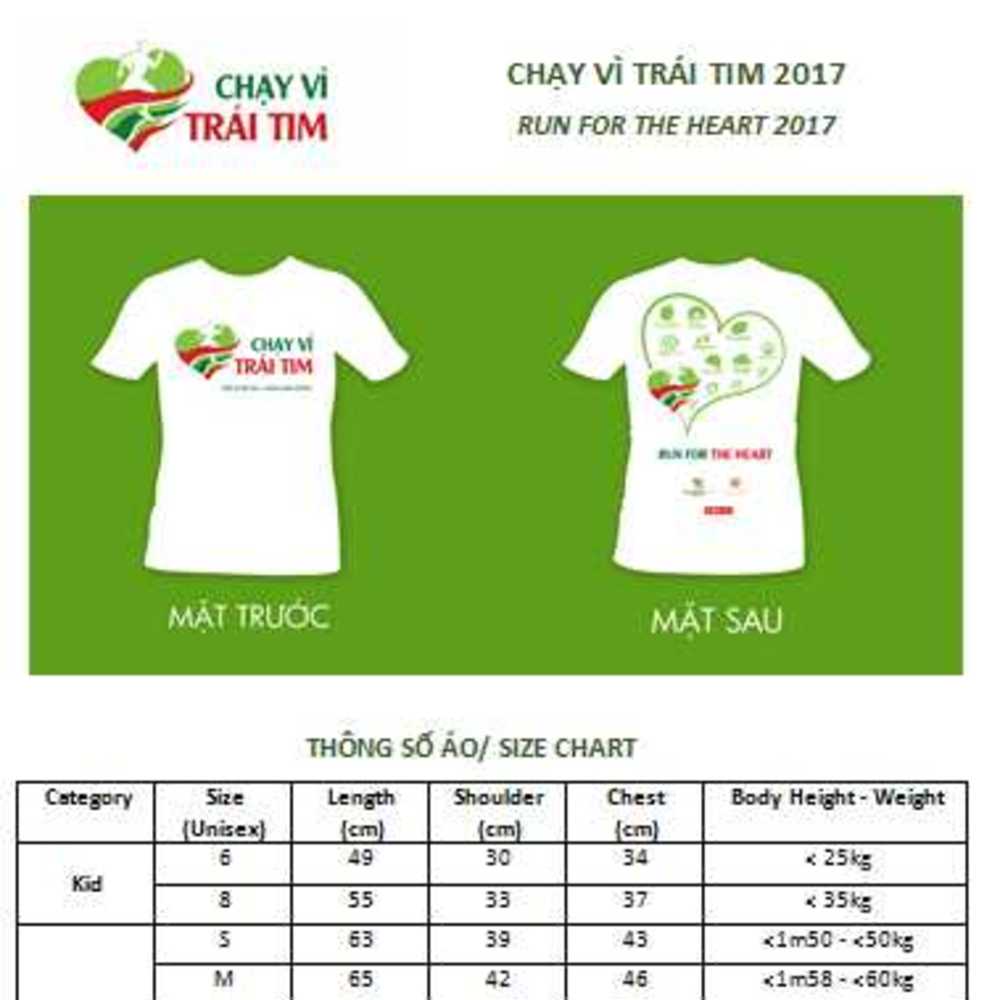 CHẠY VÌ
TRÁI TIM
CHẠY VÌ TRÁI TIM 2017
RUN FOR THE HEART 2017
CHẠY VÌ
TRÁI TIM
RUN FOR THE HEART
MẶT TRƯỚC
MẶT SAU
THÔNG SỐ ÁO/ SIZE CHART
Category Size (Unisex) Length (cm) Shoulder (cm) Chest (cm) Body Height - Weight
Kid
6 49 30 34 < 25kg
8 55 33 37 < 35kg
S 63 39 43 <1m50 - <50kg
M 65 42 46 <1m58 - <60kg